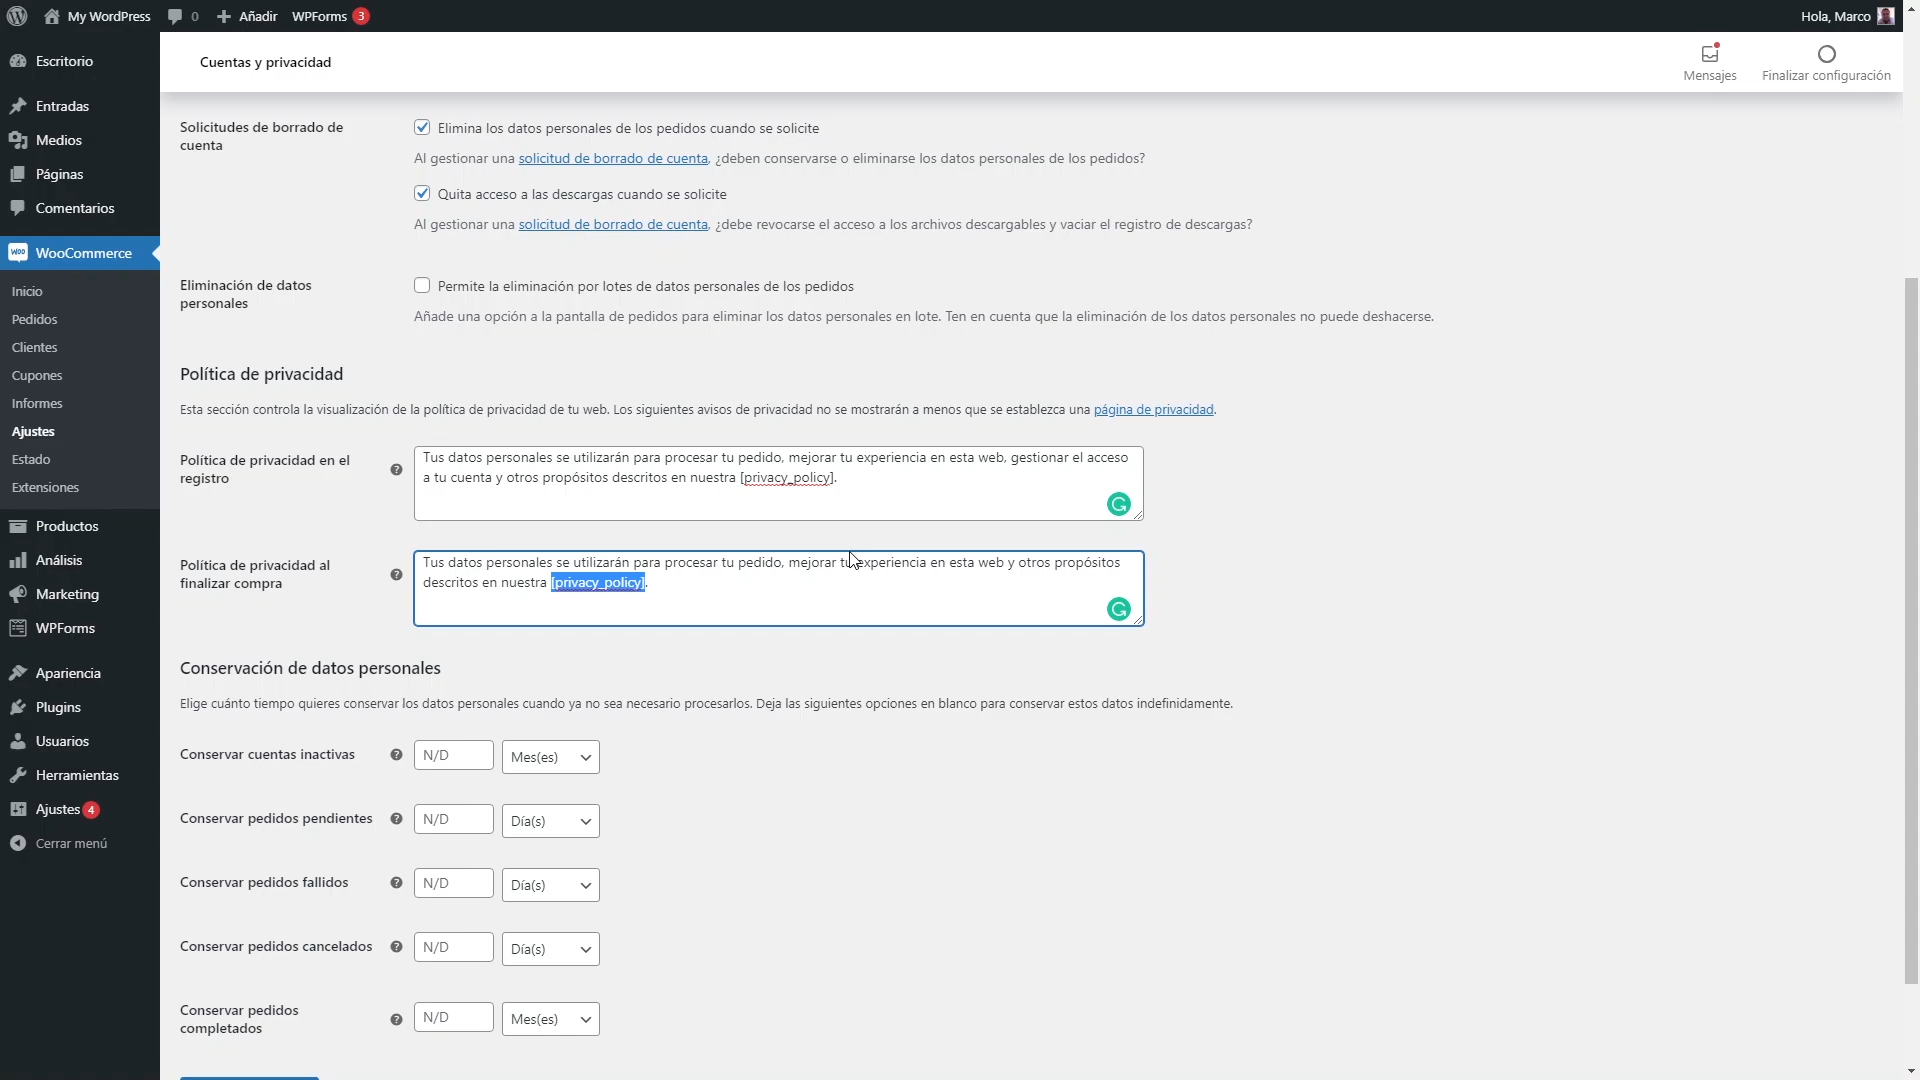 My WordPress
0
Añadir
WPForms 3
Hola, Marco
Cuentas y privacidad
Mensajes
Finalizar configuración
Escritorio
Entradas
Medios
Páginas
Comentarios
WooCommerce
Inicio
Pedidos
Clientes
Cupones
Informes
Ajustes
Estado
Extensiones
Productos
Análisis
Marketing
WPForms
Apariencia
Plugins
Usuarios
Herramientas
Ajustes 4
Cerrar menú
Solicitudes de borrado de
cuenta
Elimina los datos personales de los pedidos cuando se solicite
Al gestionar una solicitud de borrado de cuenta, ¿deben conservarse o eliminarse los datos personales de los pedidos?
Quita acceso a las descargas cuando se solicite
Al gestionar una solicitud de borrado de cuenta, ¿debe revocarse el acceso a los archivos descargables y vaciar el registro de descargas?
Eliminación de datos
personales
Permite la eliminación por lotes de datos personales de los pedidos
Añade una opción a la pantalla de pedidos para eliminar los datos personales en lote. Ten en cuenta que la eliminación de los datos personales no puede deshacerse.
Política de privacidad
Esta sección controla la visualización de la política de privacidad de tu web. Los siguientes avisos de privacidad no se mostrarán a menos que se establezca una página de privacidad.
Política de privacidad en el
registro
Tus datos personales se utilizarán para procesar tu pedido, mejorar tu experiencia en esta web, gestionar el acceso
a tu cuenta y otros propósitos descritos en nuestra [privacy_policy].
Política de privacidad al
finalizar compra
Tus datos personales se utilizarán para procesar tu pedido, mejorar tu experiencia en esta web y otros propósitos
descritos en nuestra [privacy_policy].
Conservación de datos personales
Elige cuánto tiempo quieres conservar los datos personales cuando ya no sea necesario procesarlos. Deja las siguientes opciones en blanco para conservar estos datos indefinidamente.
Conservar cuentas inactivas
N/D
Mes(es)
Conservar pedidos pendientes
N/D
Día(s)
Conservar pedidos fallidos
N/D
Día(s)
Conservar pedidos cancelados
N/D
Día(s)
Conservar pedidos
completados
N/D
Mes(es)